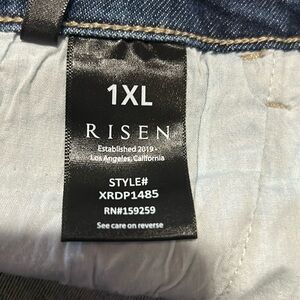 1XL
RISEN
Established 2019 -
Los Angeles, California
STYLE#
XRDP1485
RN#159259
See care on reverse